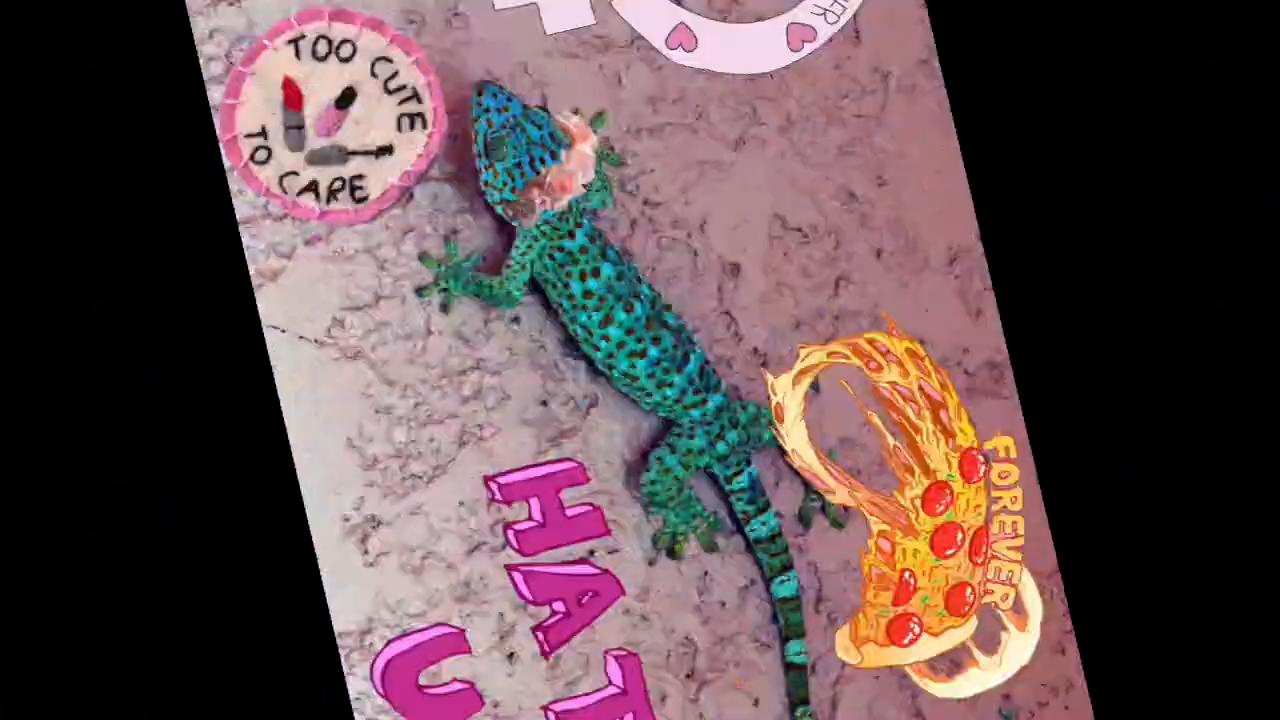 TOO CUTE
TO CARE
FOREVER
HAT
U